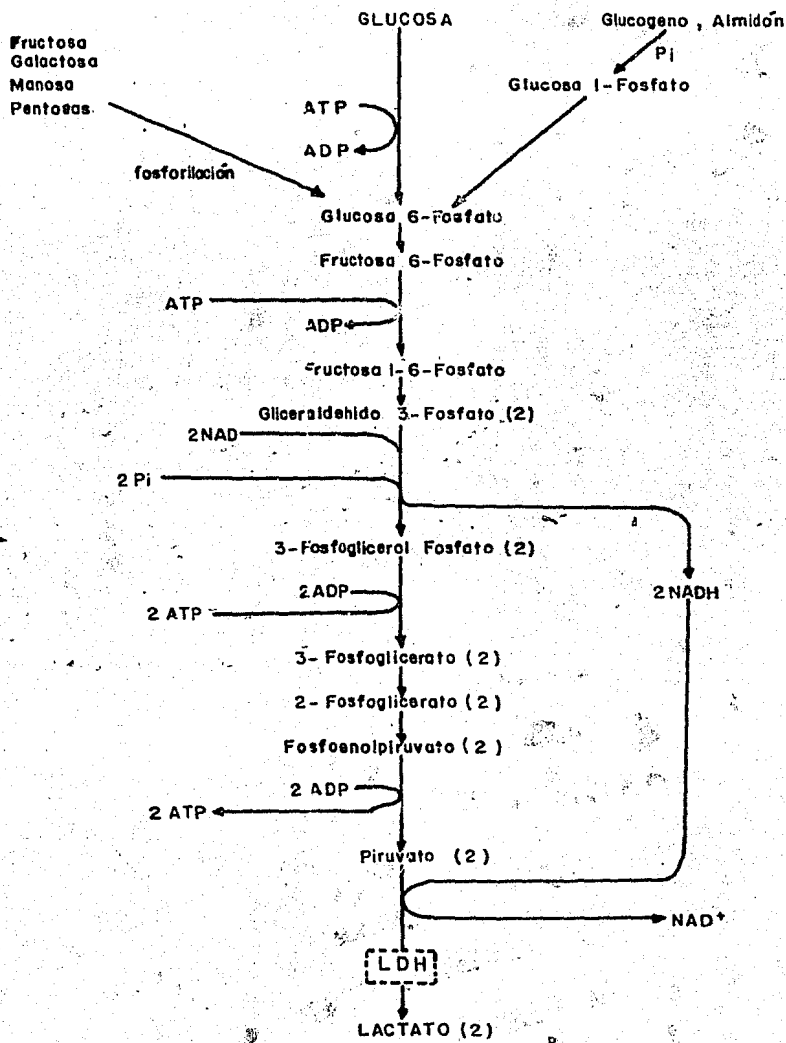 GLUCOSA
Glucogeno , Almidón
Pi
Glucosa 1-Fosfato
Fructosa
Galactosa
Manosa
Pentosas.
fosforilación
ATP
ADP
Glucosa 6-Fosfato
Fructosa 6-Fosfato
ATP
ADP
Fructosa 1-6-Fosfato
Gliceraldehido 3-Fosfato (2)
2NAD
2 Pi
3-Fosfoglicerol Fosfato (2)
2NADH
2ADP
2 ATP
3-Fosfoglicerato (2)
2-Fosfoglicerato (2)
Fosfoenolpiruvato (2)
2 ADP
2 ATP
Piruvato (2)
NAD+
LDH
LACTATO (2)